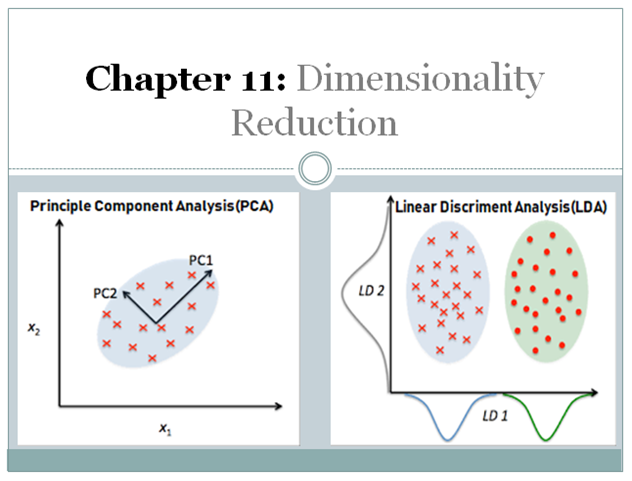 Chapter 11: Dimensionality
Reduction
Principle Component Analysis(PCA)
PC1
PC2
x2
x1
Linear Discriment Analysis(LDA)
LD 2
LD 1